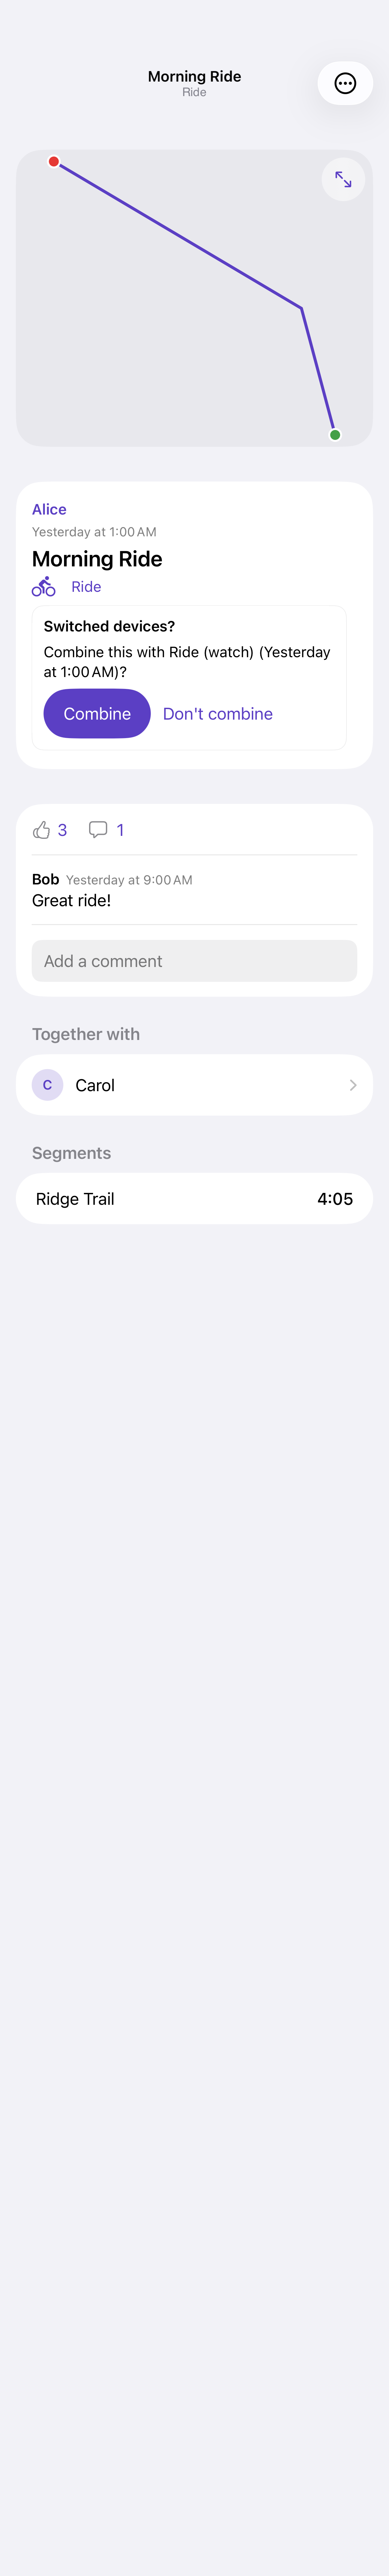 Morning Ride
Ride
Alice
Yesterday at 1:00 AM
Morning Ride
Ride
Switched devices?
Combine this with Ride (watch) (Yesterday
at 1:00 AM)?
Combine Don't combine
3 1
Bob Yesterday at 9:00 AM
Great ride!
Add a comment
Together with
C Carol
Segments
Ridge Trail 4:05